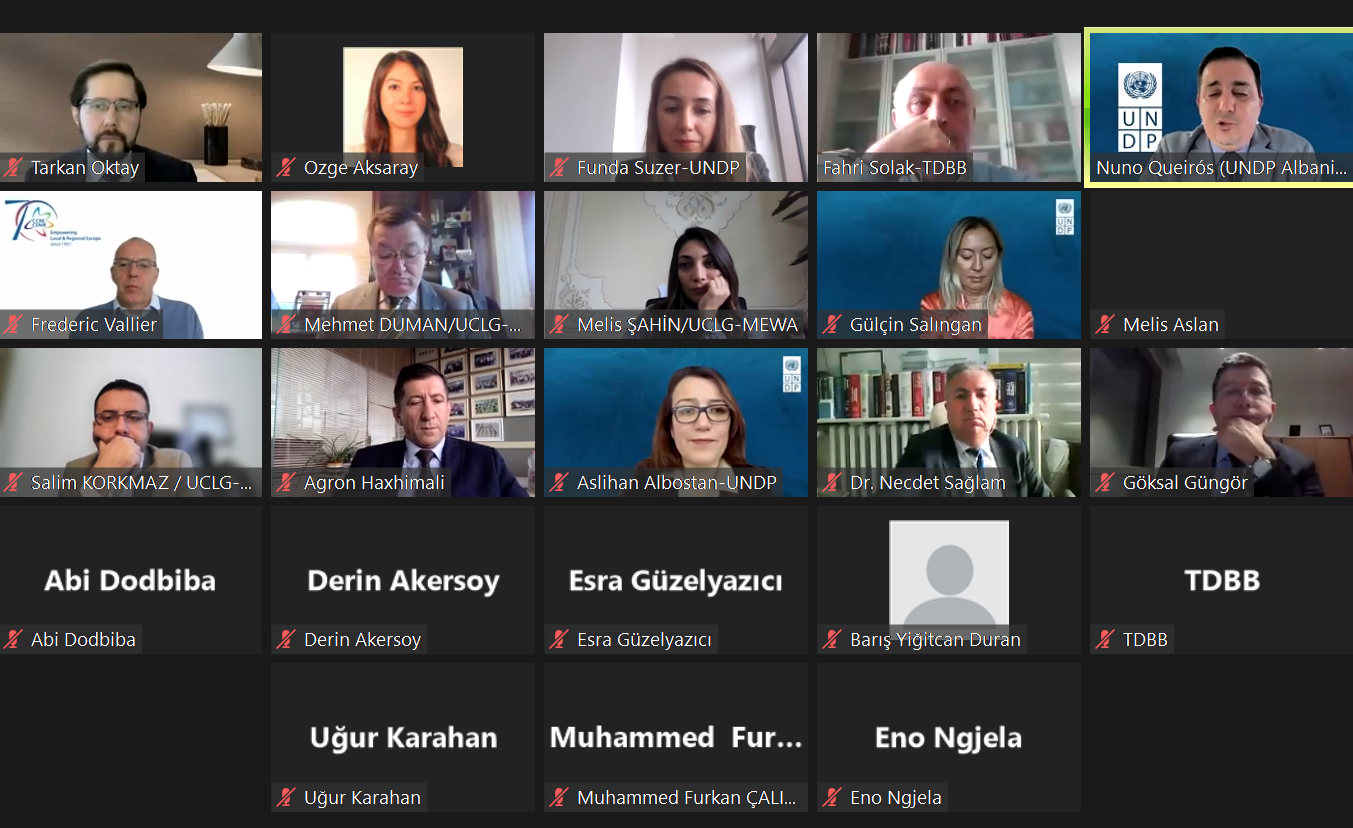 Tarkan Oktay
Ozge Aksaray
Funda Suzer-UNDP
Fahri Solak-TDBB
U N
D P
Nuno Queirós (UNDP Albani...
70
CCRE
CEMR
Empowering
Local & Regional Europe
since 1951
Frederic Vallier
Mehmet DUMAN/UCLG-...
Melis ŞAHİN/UCLG-MEWA
U N
D P
Gülçin Salıngan
Melis Aslan
Salim KORKMAZ / UCLG-...
Agron Haxhimali
U N
D P
Aslihan Albostan-UNDP
Dr. Necdet Sağlam
Göksal Güngör
Abi Dodbiba
Abi Dodbiba
Derin Akersoy
Derin Akersoy
Esra Güzelyazıcı
Esra Güzelyazıcı
Barış Yiğitcan Duran
TDBB
TDBB
Uğur Karahan
Uğur Karahan
Muhammed Fur...
Muhammed Furkan ÇALI...
Eno Ngjela
Eno Ngjela